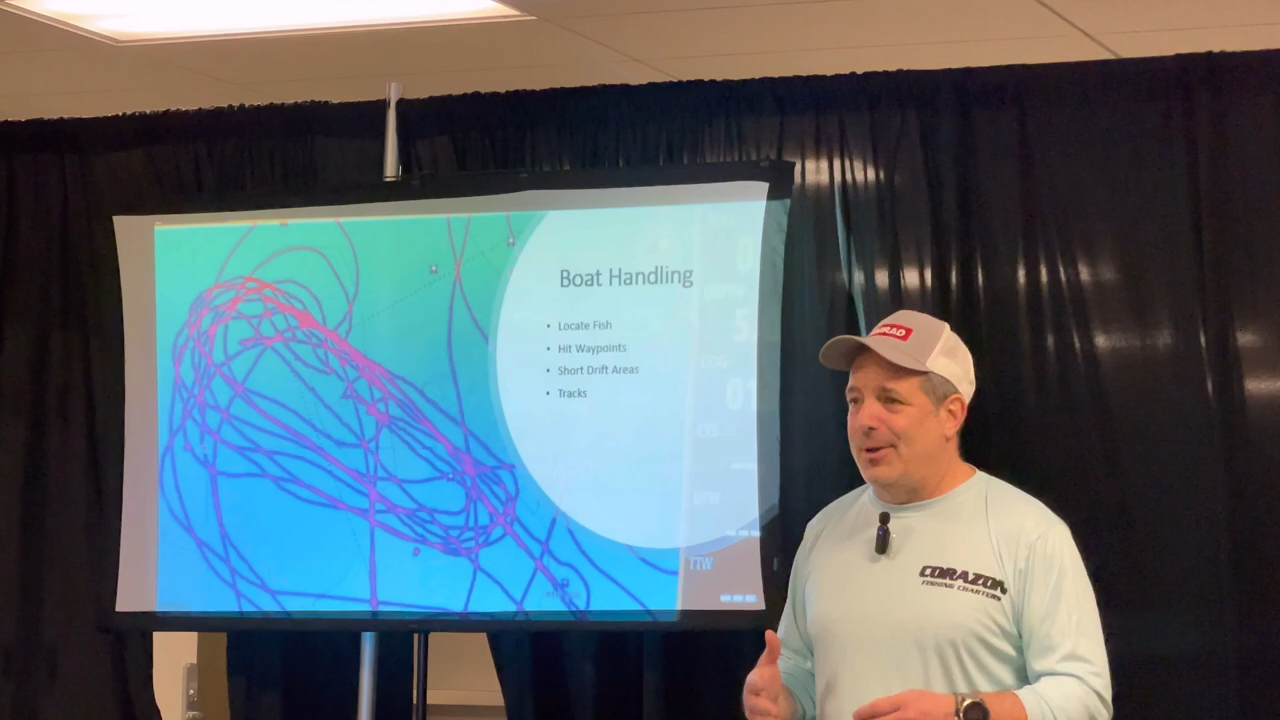 Boat Handling
• Locate Fish
• Hit Waypoints
• Short Drift Areas
• Tracks
TTW
CORAZON
FISHING CHARTERS